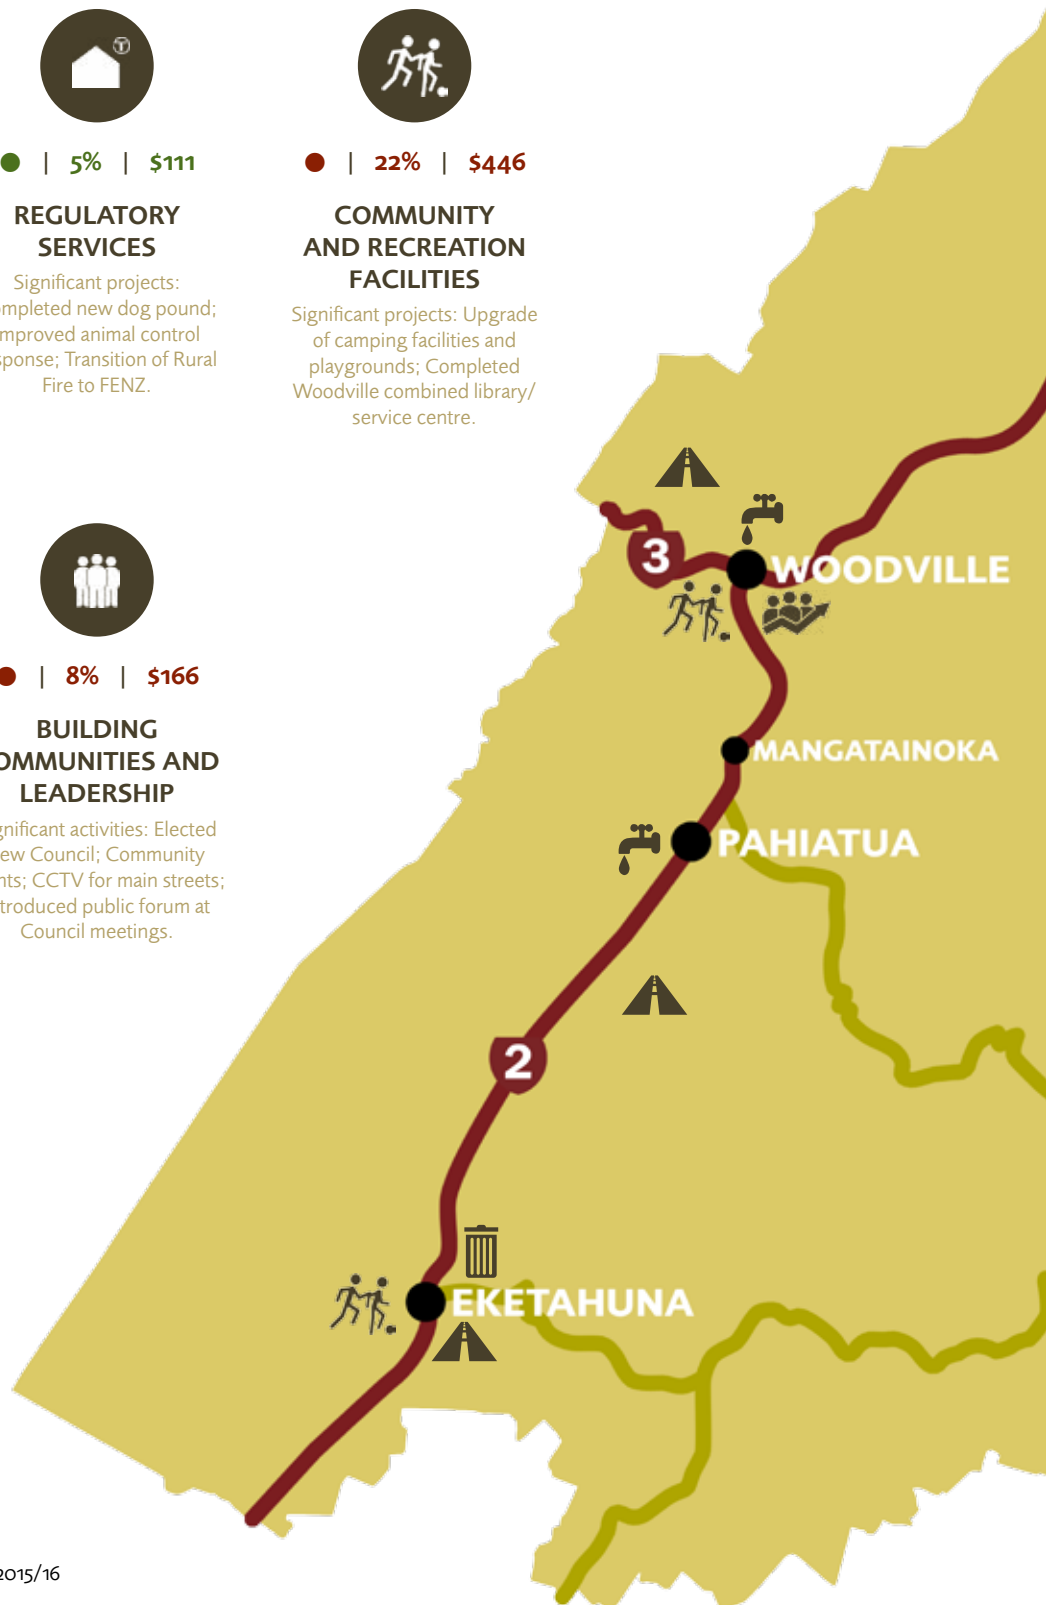 5% | $111
REGULATORY
SERVICES
Significant projects:
ompleted new dog pound;
mproved animal control
sponse; Transition of Rural
Fire to FENZ.
22% | $446
COMMUNITY
AND RECREATION
FACILITIES
Significant projects: Upgrade
of camping facilities and
playgrounds; Completed
Woodville combined library/
service centre.
8% | $166
BUILDING
OMMUNITIES AND
LEADERSHIP
gnificant activities: Elected
ew Council; Community
nts; CCTV for main streets;
troduced public forum at
Council meetings.
3
WOODVILLE
MANGATAINOKA
PAHIATUA
2
EKETAHUNA
2015/16